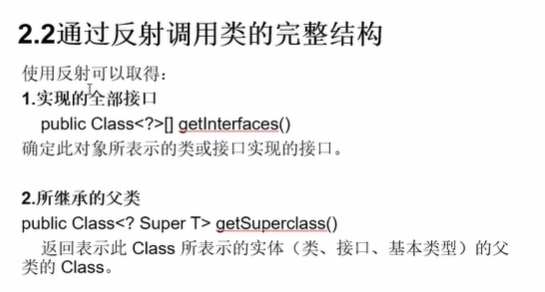 2.2通过反射调用类的完整结构
使用反射可以取得：
1.实现的全部接口
public Class<?>[] getInterfaces()
确定此对象所表示的类或接口实现的接口。
2.所继承的父类
public Class<? Super T> getSuperclass()
返回表示此 Class 所表示的实体（类、接口、基本类型）的父
类的 Class。